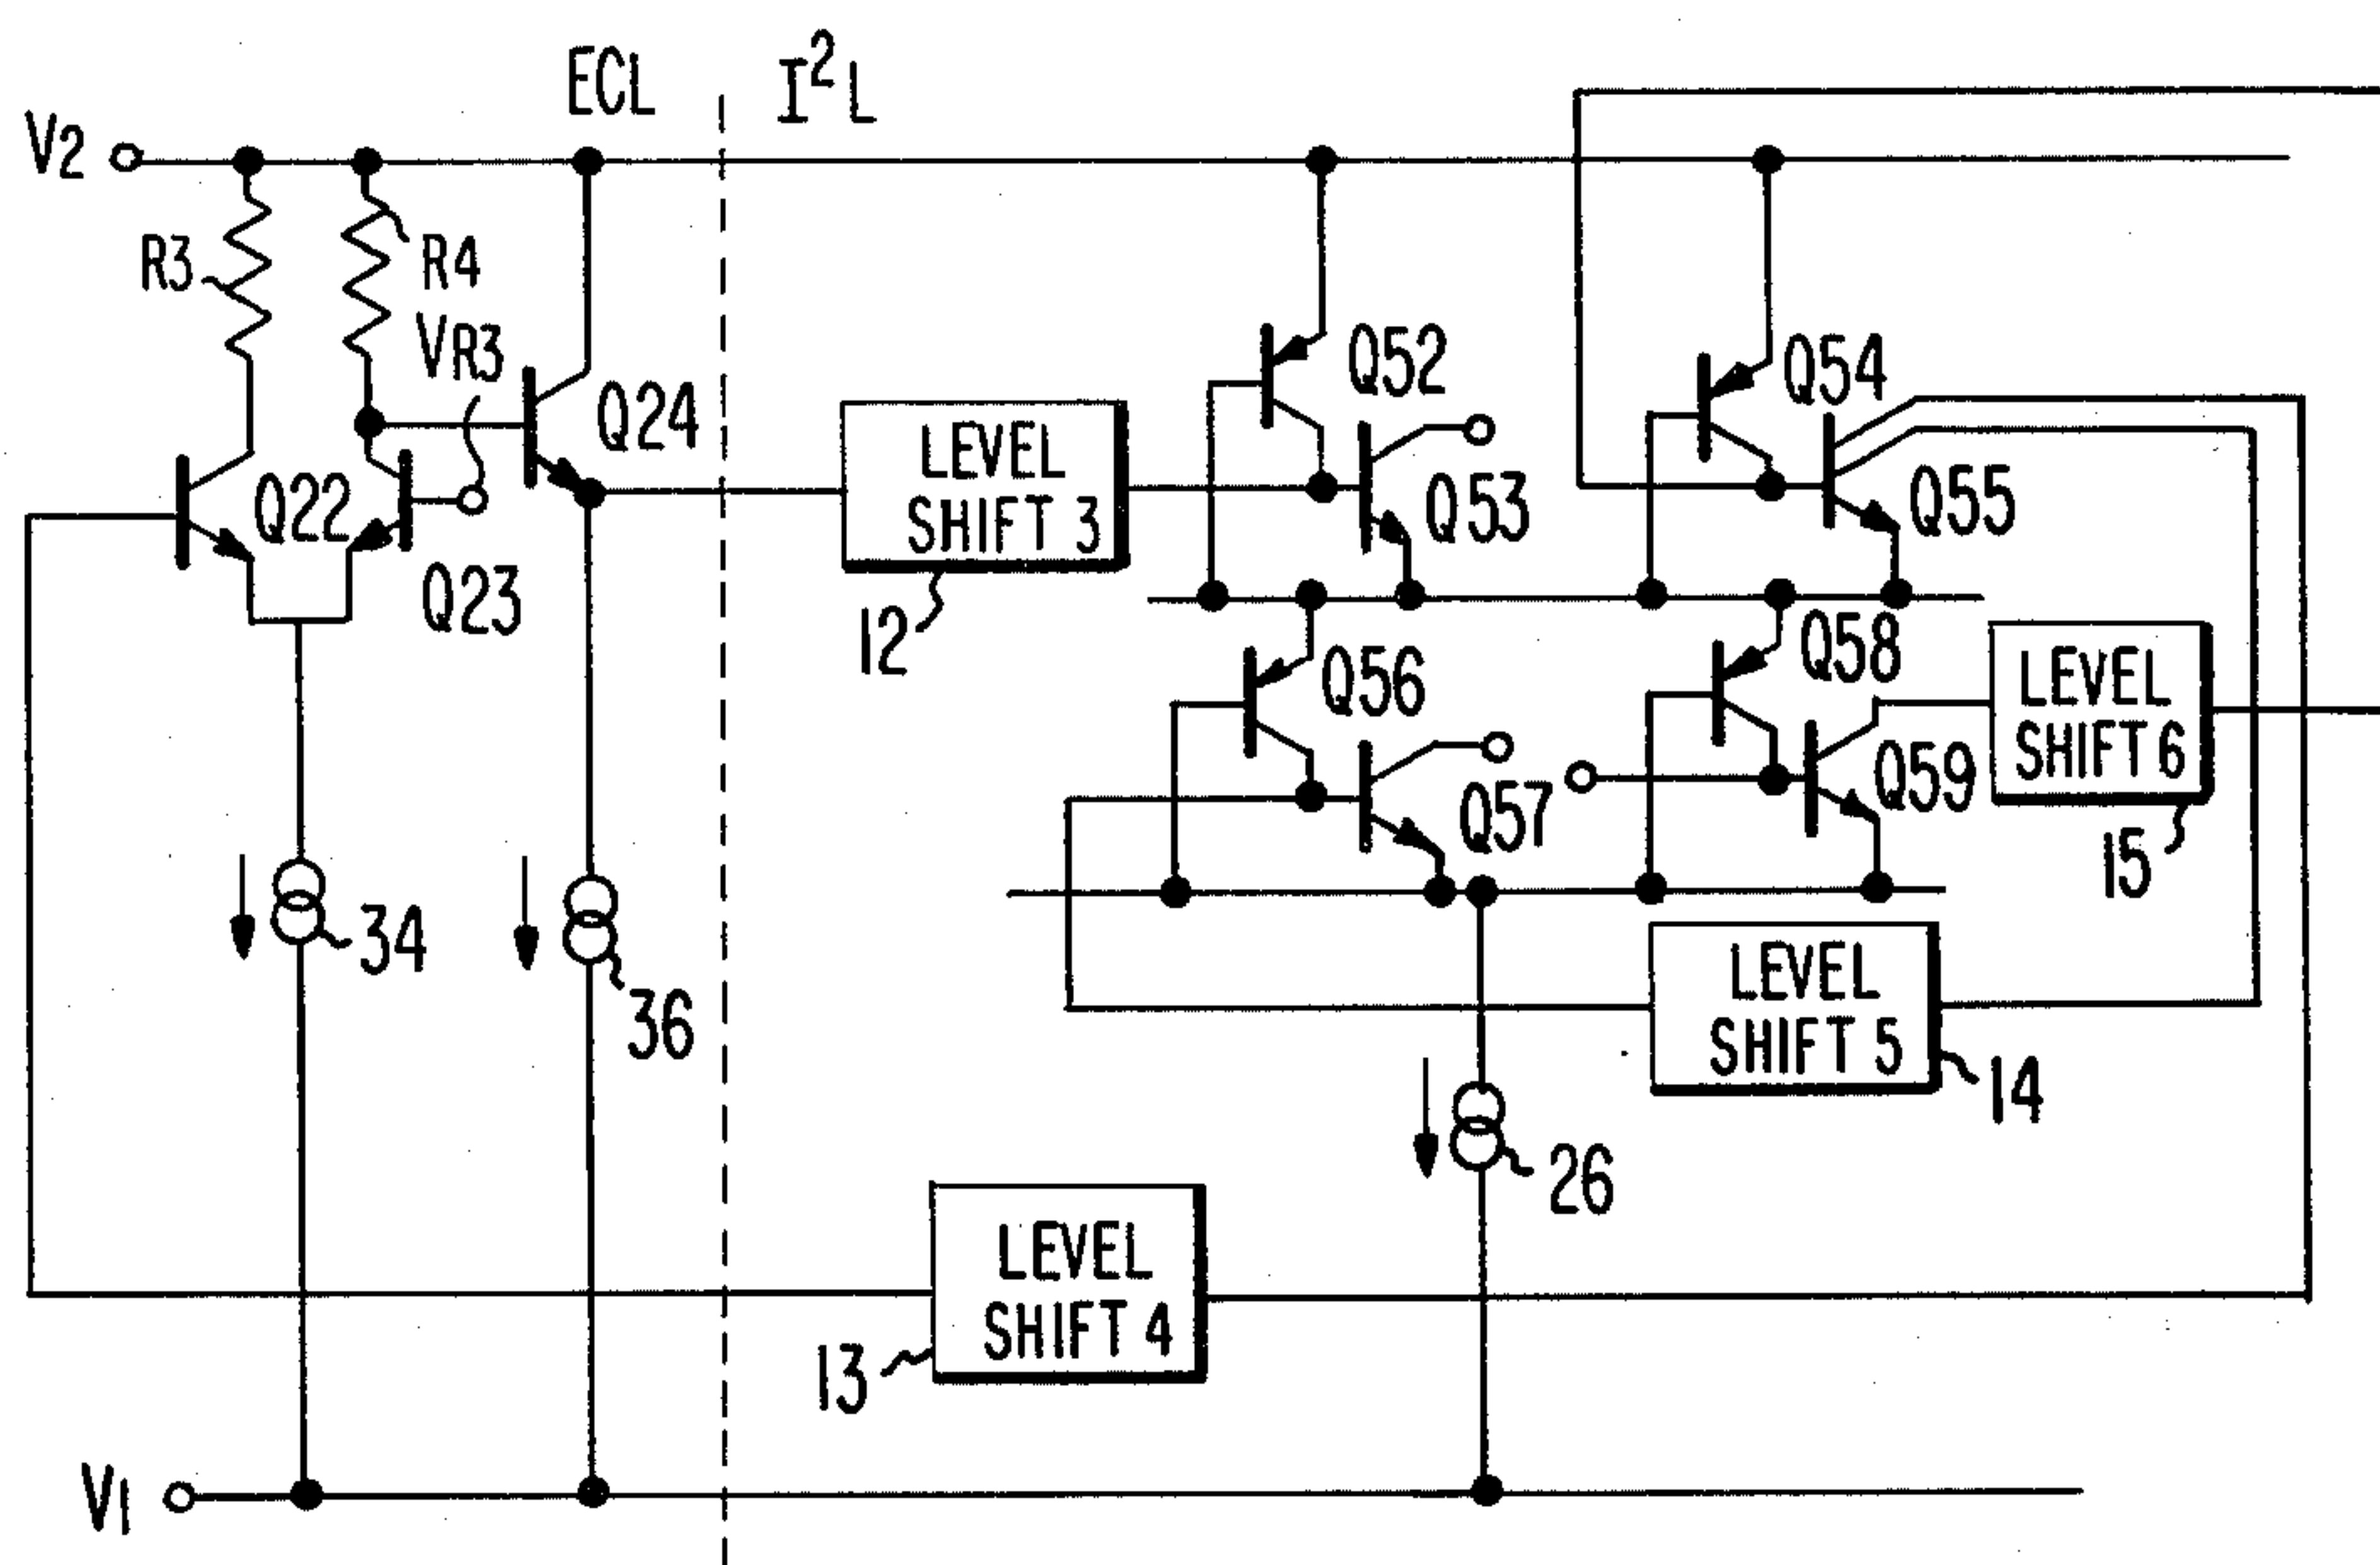 ECL
I²L
V2
R3
R4
VR3
Q24
Q22
Q23
LEVEL
SHIFT 3
12
Q52
Q53
Q54
Q55
Q56
Q57
Q58
Q59
LEVEL
SHIFT 6
15
34
36
LEVEL
SHIFT 5
14
26
LEVEL
SHIFT 4
13
V1